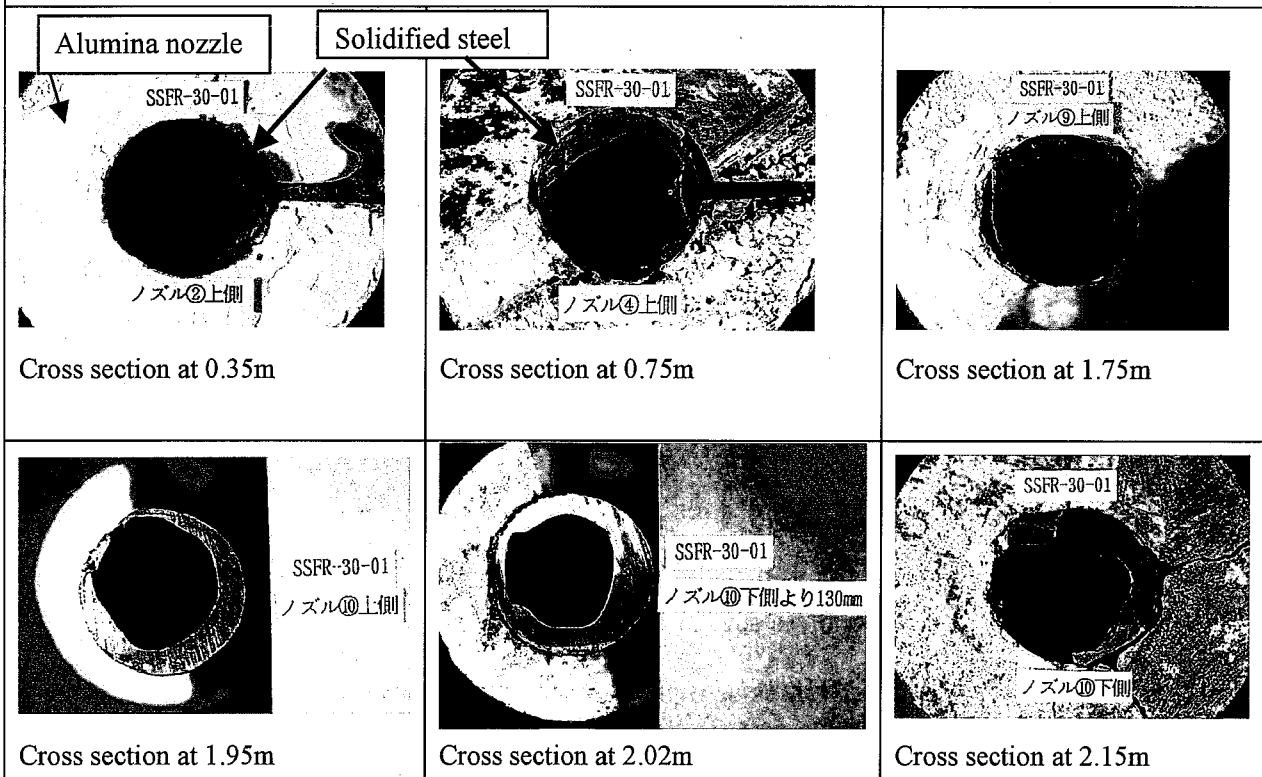 Alumina nozzle
Solidified steel
SSFR-30-01
ノズル②上側
Cross section at 0.35m
SSFR-30-01
ノズル④上側
Cross section at 0.75m
SSFR-30-01
ノズル⑨上側
Cross section at 1.75m
SSFR-30-01
ノズル⑩上側
Cross section at 1.95m
SSFR-30-01
ノズル⑩下側より130mm
Cross section at 2.02m
SSFR-30-01
ノズル⑩下側
Cross section at 2.15m